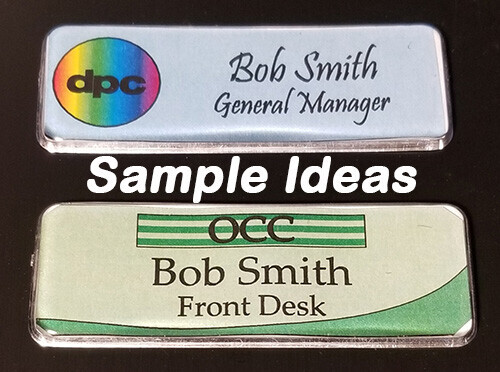 dpc
Bob Smith
General Manager
Sample Ideas
OCC
Bob Smith
Front Desk